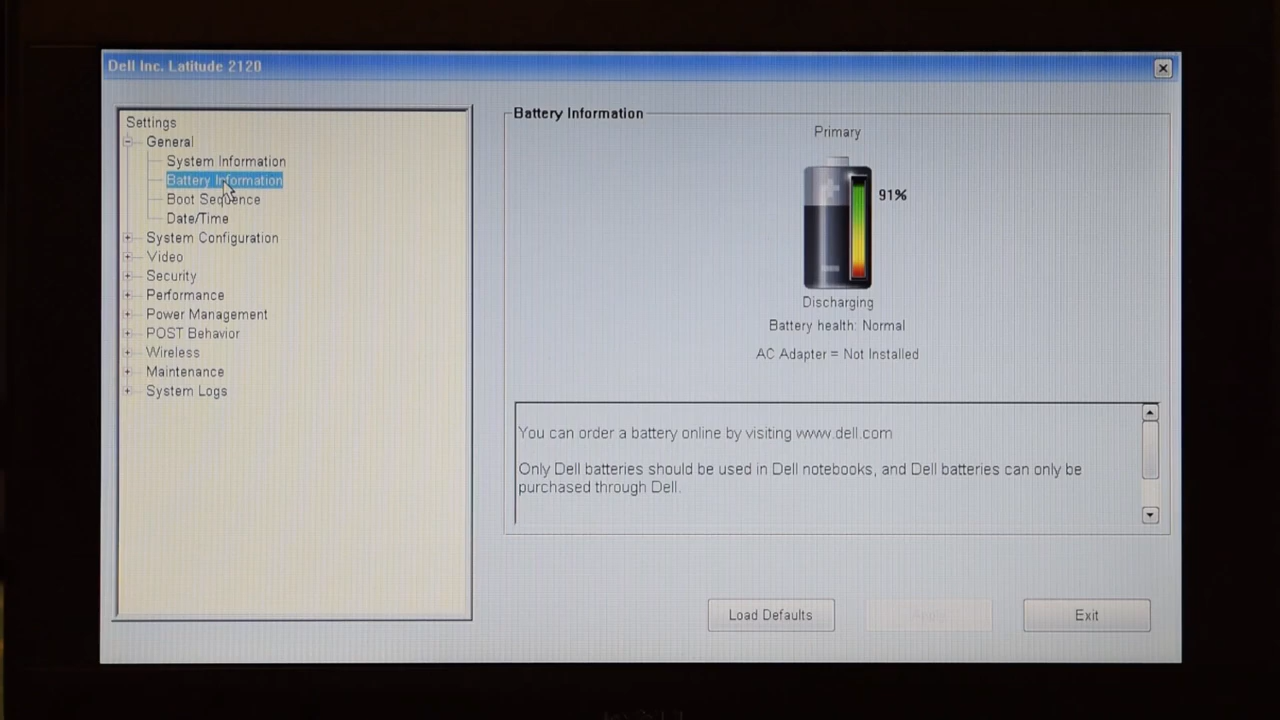 Dell Inc. Latitude 2120
Settings
General
System Information
Battery Information
Boot Sequence
Date/Time
System Configuration
Video
Security
Performance
Power Management
POST Behavior
Wireless
Maintenance
System Logs
Battery Information
Primary
91%
Discharging
Battery health: Normal
AC Adapter = Not Installed
You can order a battery online by visiting www.dell.com
Only Dell batteries should be used in Dell notebooks, and Dell batteries can only be
purchased through Dell.
Load Defaults
Exit